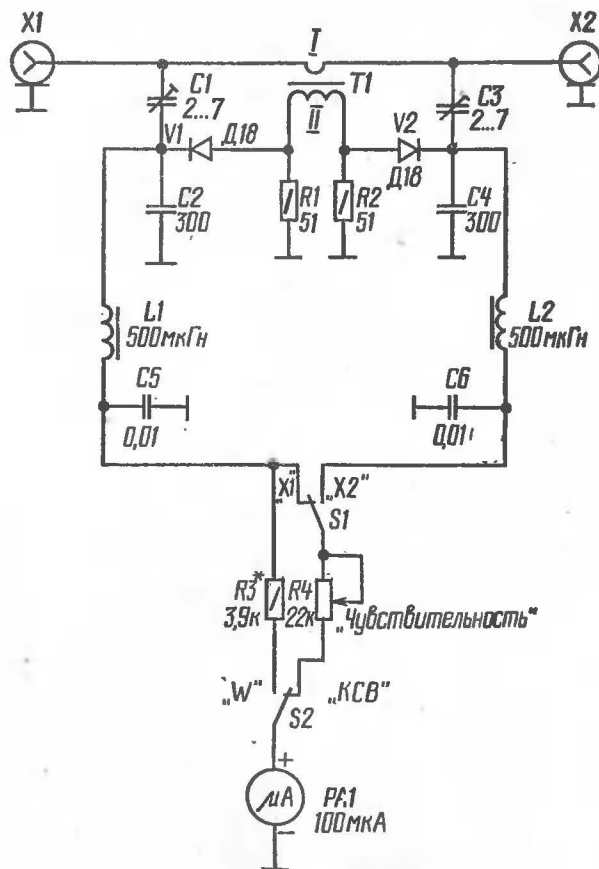 X1
X2
I
T1
C1
2...7
C3
2...7
V1
Д18
II
V2
Д18
C2
300
R1
51
R2
51
C4
300
L1
500мкГн
L2
500мкГн
C5
0,01
C6
0,01
„X1"
„X2"
S1
R3*
3,9к
R4
22к
„Чувствительность"
„W"
„КСВ"
S2
+
μA
PA1
100мкА
−